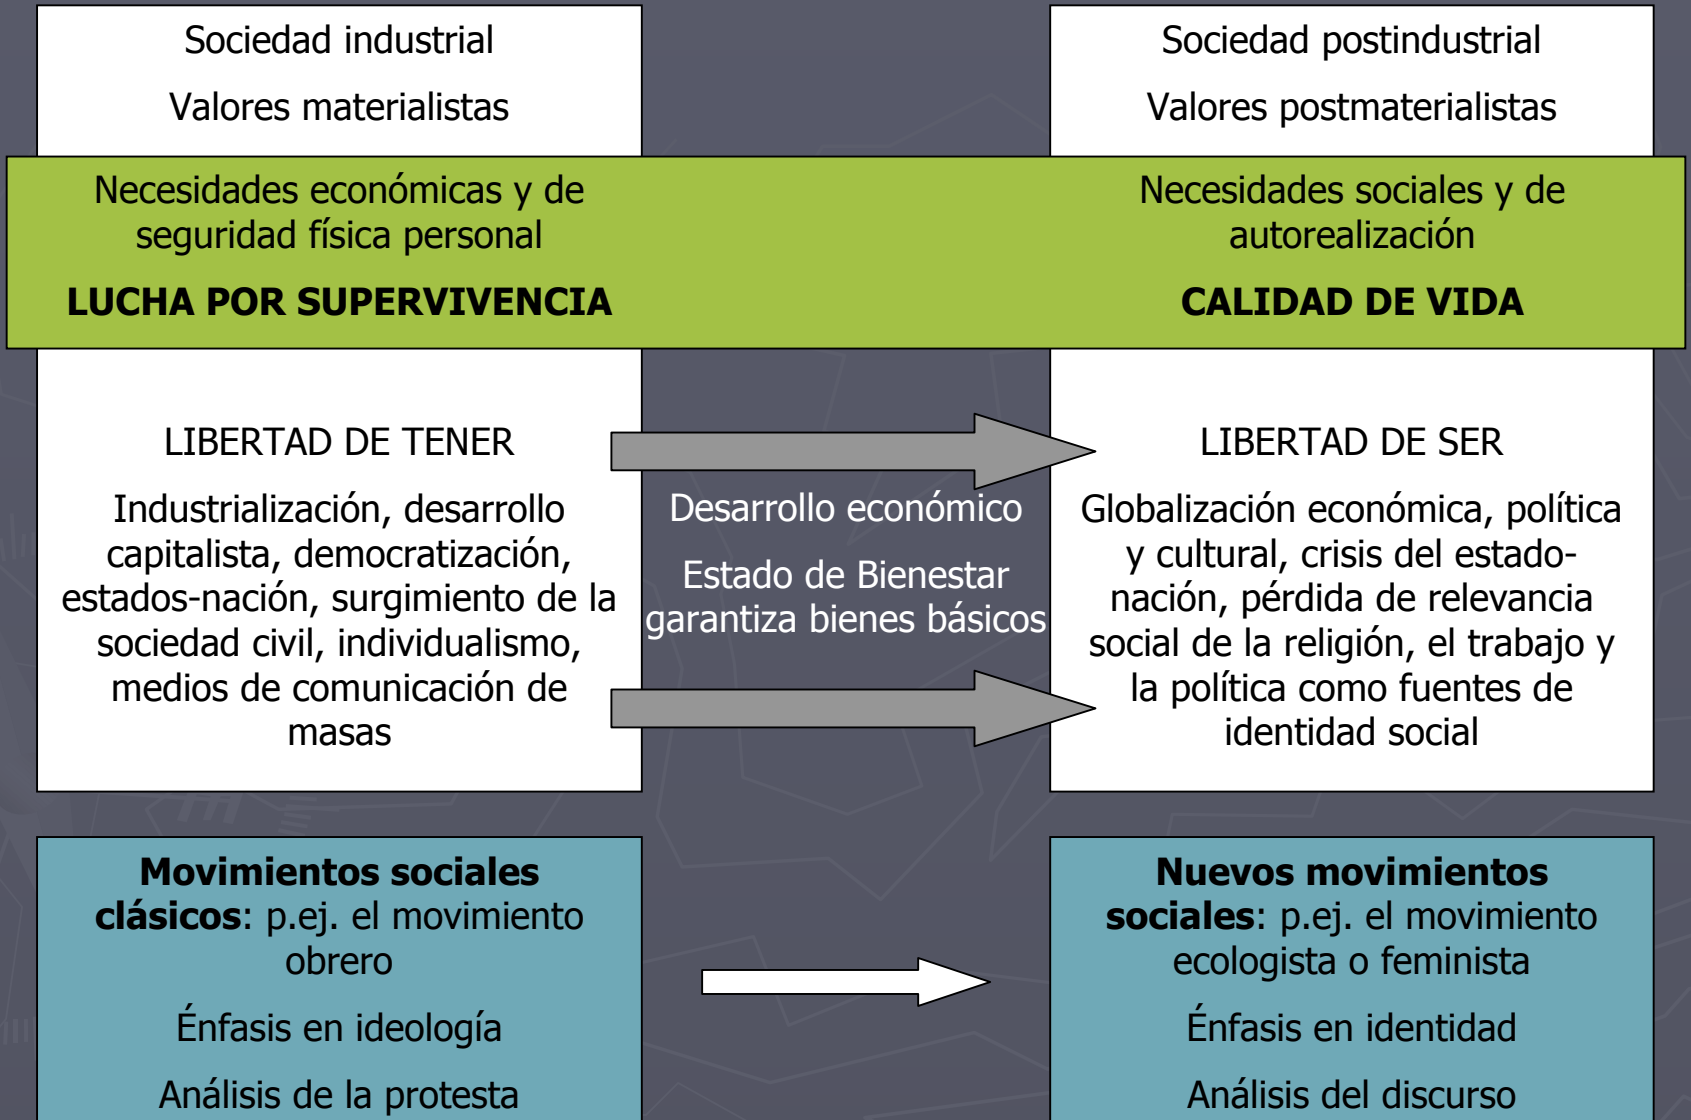 Sociedad industrial
Valores materialistas
Necesidades económicas y de
seguridad física personal
LUCHA POR SUPERVIVENCIA
LIBERTAD DE TENER
Industrialización, desarrollo
capitalista, democratización,
estados-nación, surgimiento de la
sociedad civil, individualismo,
medios de comunicación de
masas
Desarrollo económico
Estado de Bienestar
garantiza bienes básicos
Sociedad postindustrial
Valores postmaterialistas
Necesidades sociales y de
autorealización
CALIDAD DE VIDA
LIBERTAD DE SER
Globalización económica, política
y cultural, crisis del estado-
nación, pérdida de relevancia
social de la religión, el trabajo y
la política como fuentes de
identidad social
Movimientos sociales
clásicos: p.ej. el movimiento
obrero
Énfasis en ideología
Análisis de la protesta
Nuevos movimientos
sociales: p.ej. el movimiento
ecologista o feminista
Énfasis en identidad
Análisis del discurso